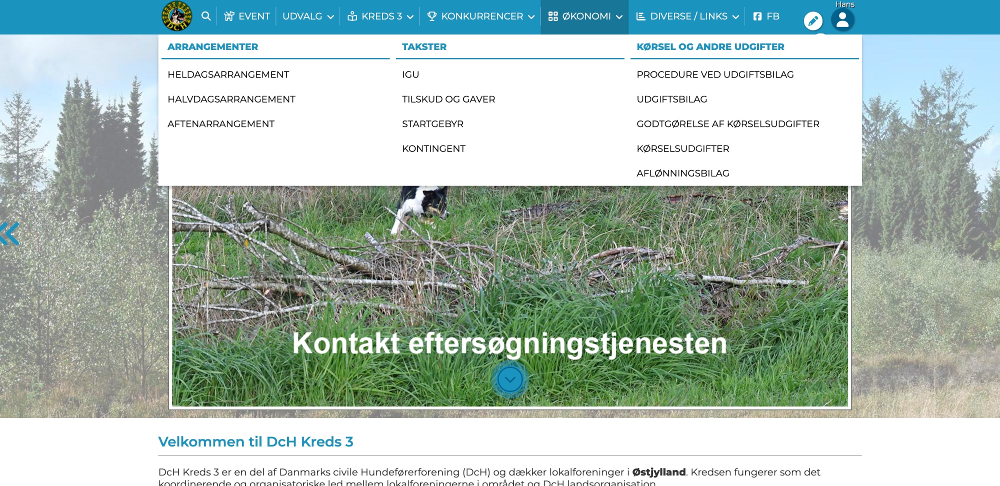 Hans
DCH
EVENT UDVALG KREDS 3 KONKURRENCER ØKONOMI DIVERSE / LINKS FB
ARRANGEMENTER
HELDAGSARRANGEMENT
HALVDAGSARRANGEMENT
AFTENARRANGEMENT
TAKSTER
IGU
TILSKUD OG GAVER
STARTGEBYR
KONTINGENT
KØRSEL OG ANDRE UDGIFTER
PROCEDURE VED UDGIFTSBILAG
UDGIFTSBILAG
GODTGØRELSE AF KØRSELSUDGIFTER
KØRSELSUDGIFTER
AFLØNNINGSBILAG
Kontakt eftersøgningstjenesten
Velkommen til DcH Kreds 3
DcH Kreds 3 er en del af Danmarks civile Hundeførerforening (DcH) og dækker lokalforeninger i Østjylland. Kredsen fungerer som det
koordinerende og organisatoriske led mellem lokalforeningerne i området og DcH landsorganisation.